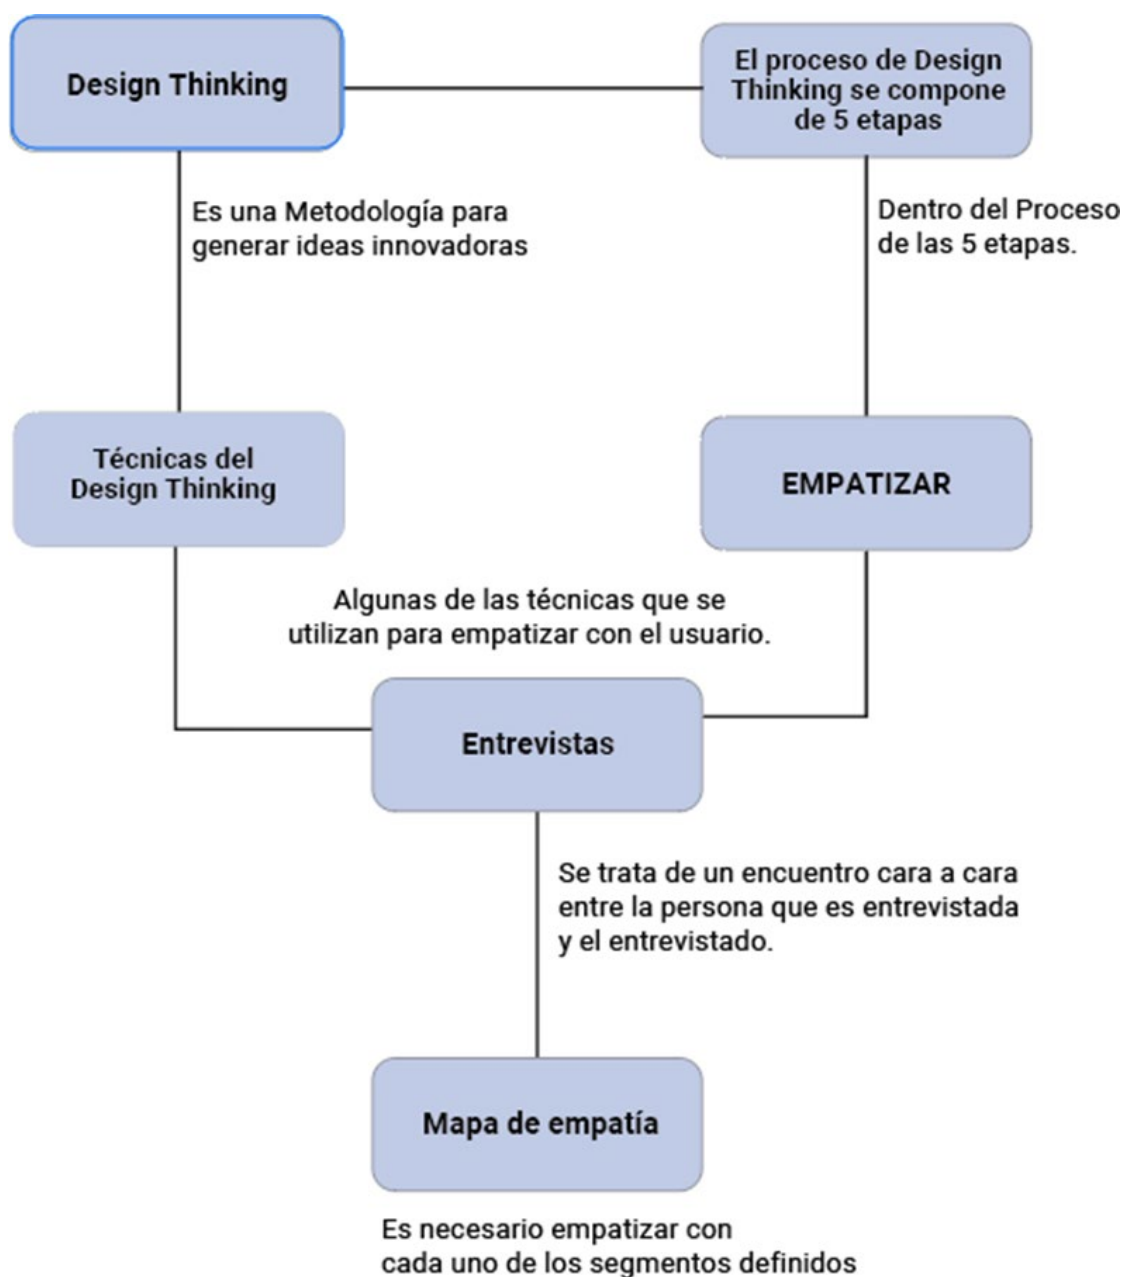 Design Thinking
El proceso de Design
Thinking se compone
de 5 etapas
Es una Metodología para
generar ideas innovadoras
Dentro del Proceso
de las 5 etapas.
Técnicas del
Design Thinking
EMPATIZAR
Algunas de las técnicas que se
utilizan para empatizar con el usuario.
Entrevistas
Se trata de un encuentro cara a cara
entre la persona que es entrevistada
y el entrevistado.
Mapa de empatía
Es necesario empatizar con
cada uno de los segmentos definidos